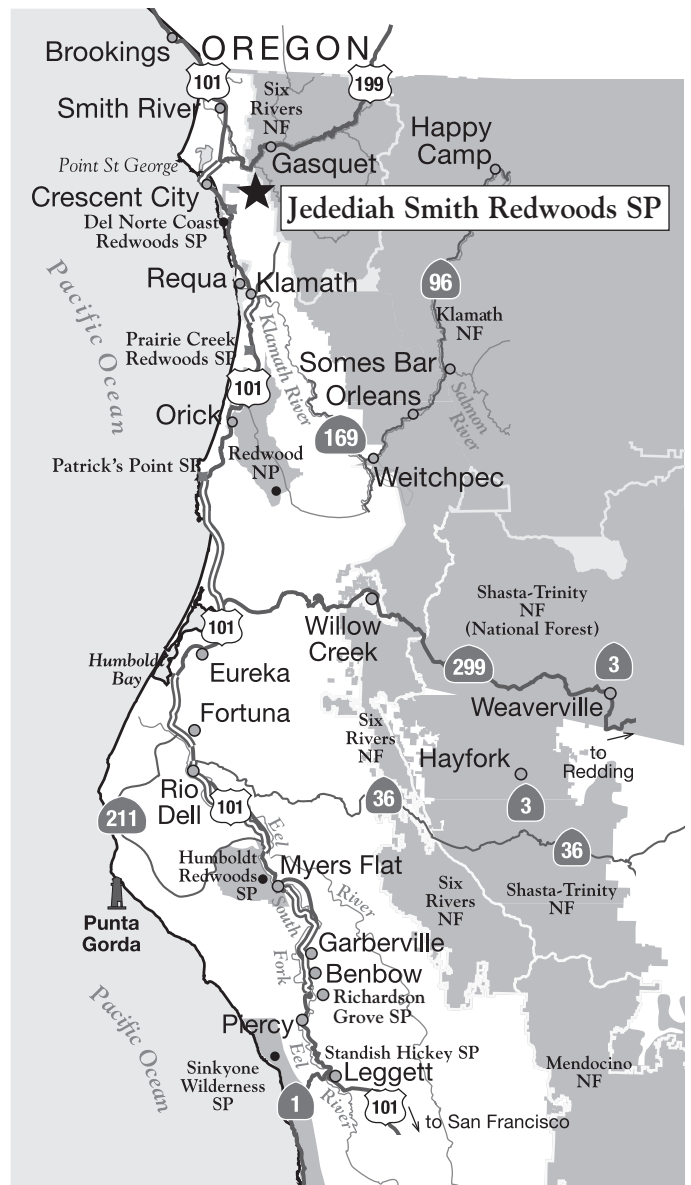 OREGON
Brookings
101
199
Six
Rivers
NF
Smith River
Happy
Camp
Point St George
Gasquet
Crescent City
Jedediah Smith Redwoods SP
Del Norte Coast
Redwoods SP
Pacific Ocean
Requa
Klamath
96
Klamath
NF
Klamath River
Prairie Creek
Redwoods SP
Somes Bar
101
Orleans
Salmon
River
Orick
169
Redwood
NP
Patrick's Point SP
Weitchpec
Shasta-Trinity
NF
(National Forest)
101
Willow
Creek
Humboldt
Bay
Eureka
299
3
Weaverville
Fortuna
Six
Rivers
NF
to
Redding
Hayfork
Rio
Dell
101
36
3
211
Eel
River
36
Humboldt
Redwoods
SP
Myers Flat
Six
Rivers
NF
Shasta-Trinity
NF
Punta
Gorda
South
Fork
Eel
River
Garberville
Benbow
Richardson
Grove SP
Pacific Ocean
Piercy
Standish Hickey SP
Sinkyone
Wilderness
SP
Leggett
Mendocino
NF
1
101
to San Francisco